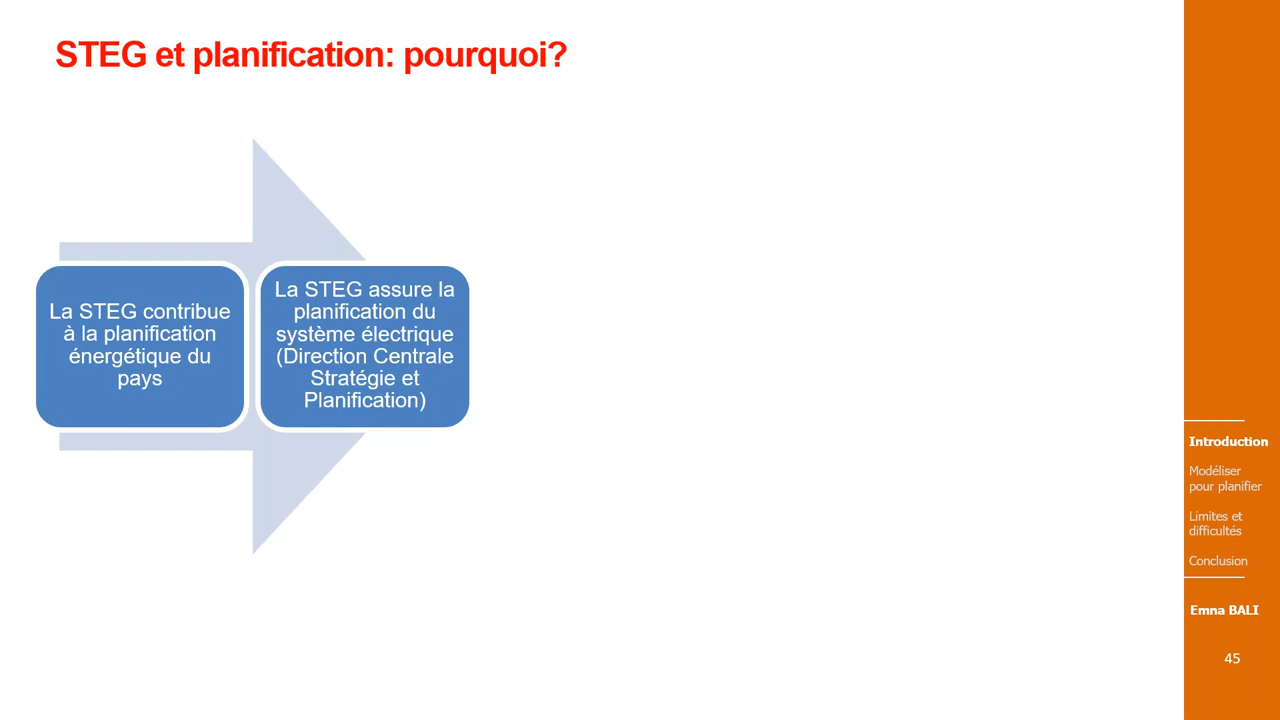 STEG et planification: pourquoi?
La STEG contribue
à la planification
énergétique du
pays
La STEG assure la
planification du
système électrique
(Direction Centrale
Stratégie et
Planification)
Introduction
Modéliser
pour planifier
Limites et
difficultés
Conclusion
Emna BALI
45